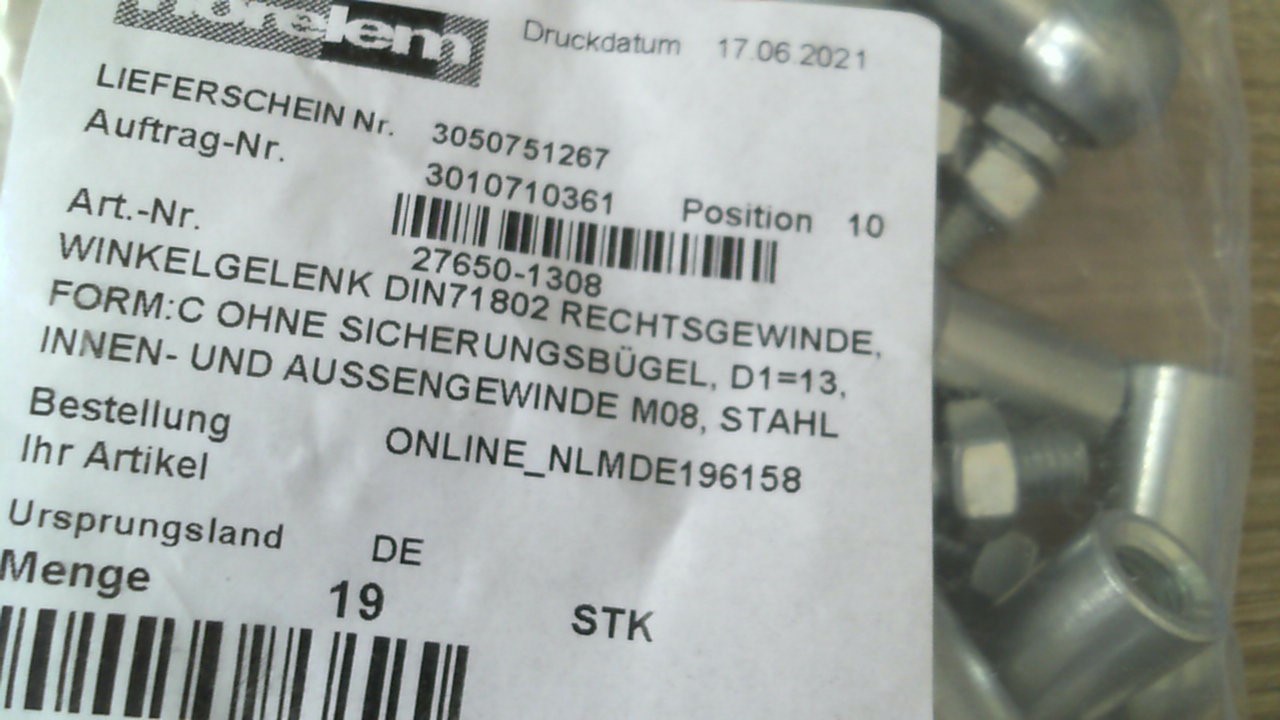 norelem
Druckdatum 17.06.2021
LIEFERSCHEIN Nr. 3050751267
Auftrag-Nr. 3010710361 Position 10
Art.-Nr. 27650-1308
WINKELGELENK DIN71802 RECHTSGEWINDE,
FORM:C OHNE SICHERUNGSBÜGEL, D1=13,
INNEN- UND AUSSENGEWINDE M08, STAHL
Bestellung ONLINE_NLMDE196158
Ihr Artikel
Ursprungsland DE
Menge 19 STK